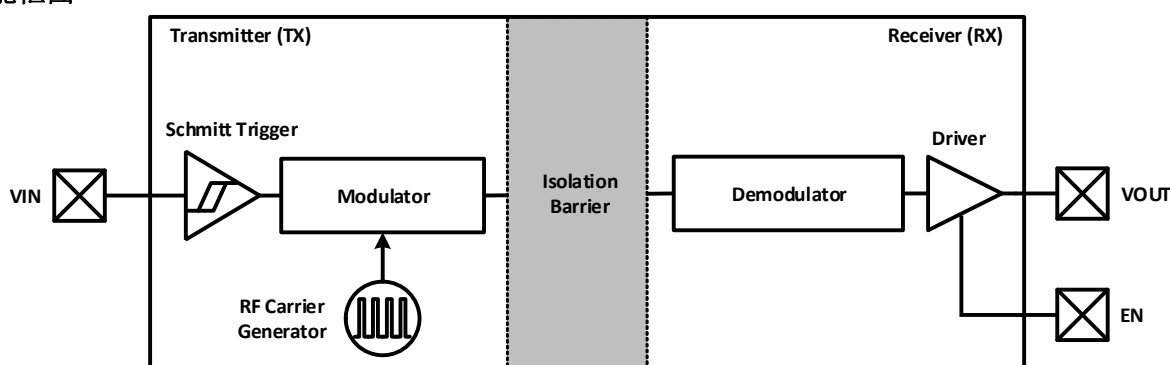 Transmitter (TX)
Receiver (RX)
Schmitt Trigger
Driver
VIN
Modulator
Isolation
Barrier
Demodulator
VOUT
RF Carrier
Generator
EN